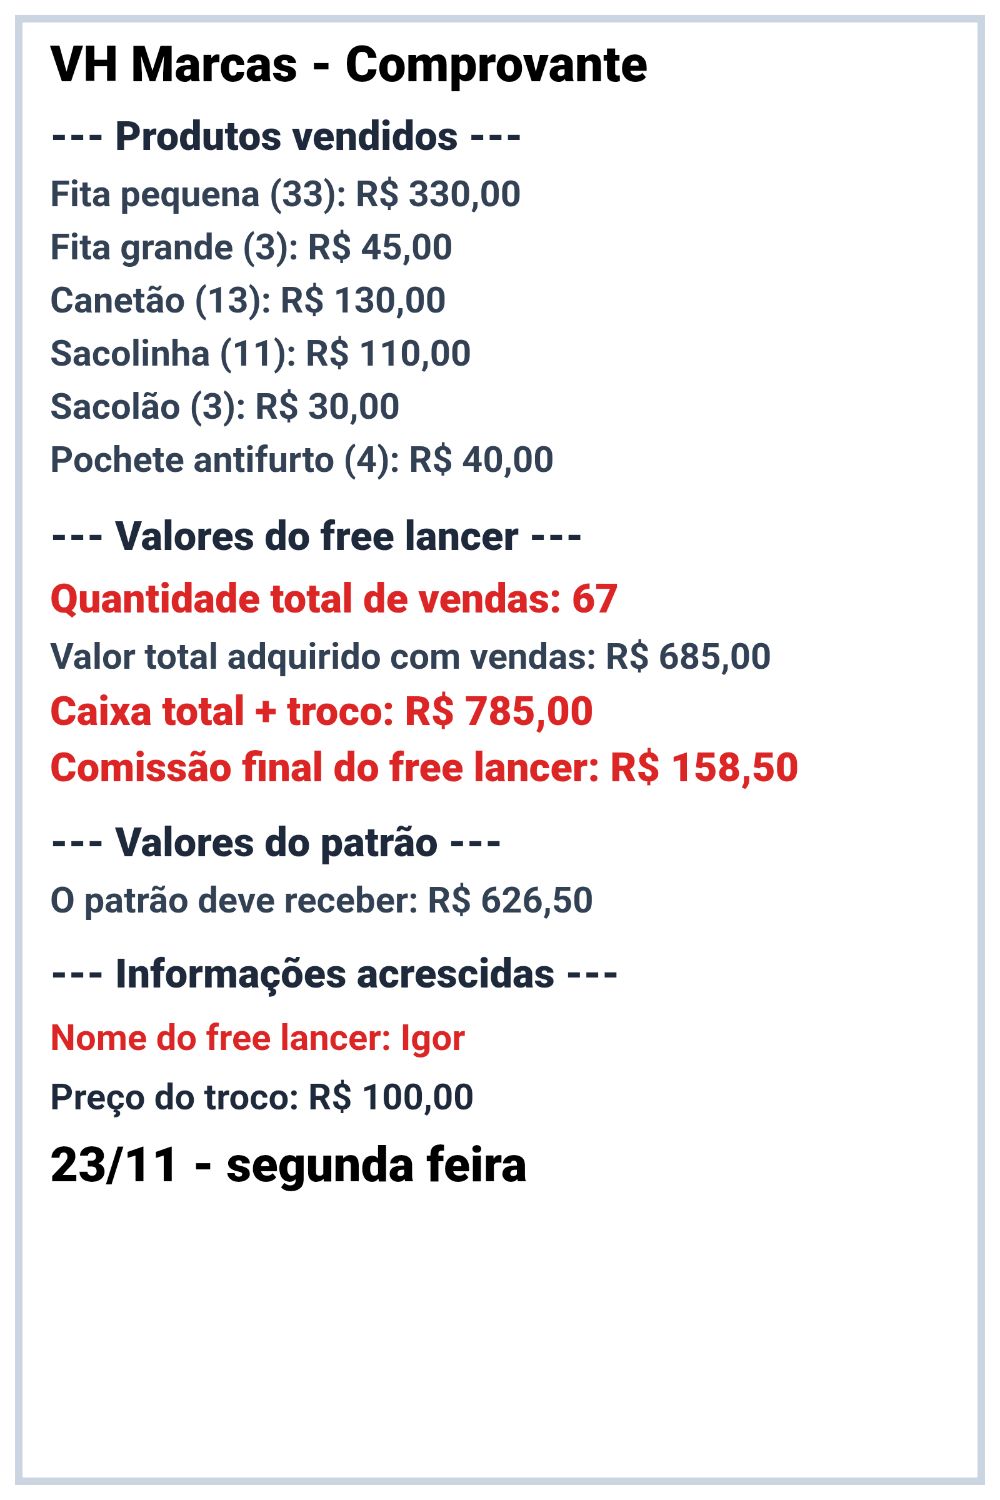 VH Marcas - Comprovante
--- Produtos vendidos ---
Fita pequena (33): R$ 330,00
Fita grande (3): R$ 45,00
Canetão (13): R$ 130,00
Sacolinha (11): R$ 110,00
Sacolão (3): R$ 30,00
Pochete antifurto (4): R$ 40,00
--- Valores do free lancer ---
Quantidade total de vendas: 67
Valor total adquirido com vendas: R$ 685,00
Caixa total + troco: R$ 785,00
Comissão final do free lancer: R$ 158,50
--- Valores do patrão ---
O patrão deve receber: R$ 626,50
--- Informações acrescidas ---
Nome do free lancer: Igor
Preço do troco: R$ 100,00
23/11 - segunda feira